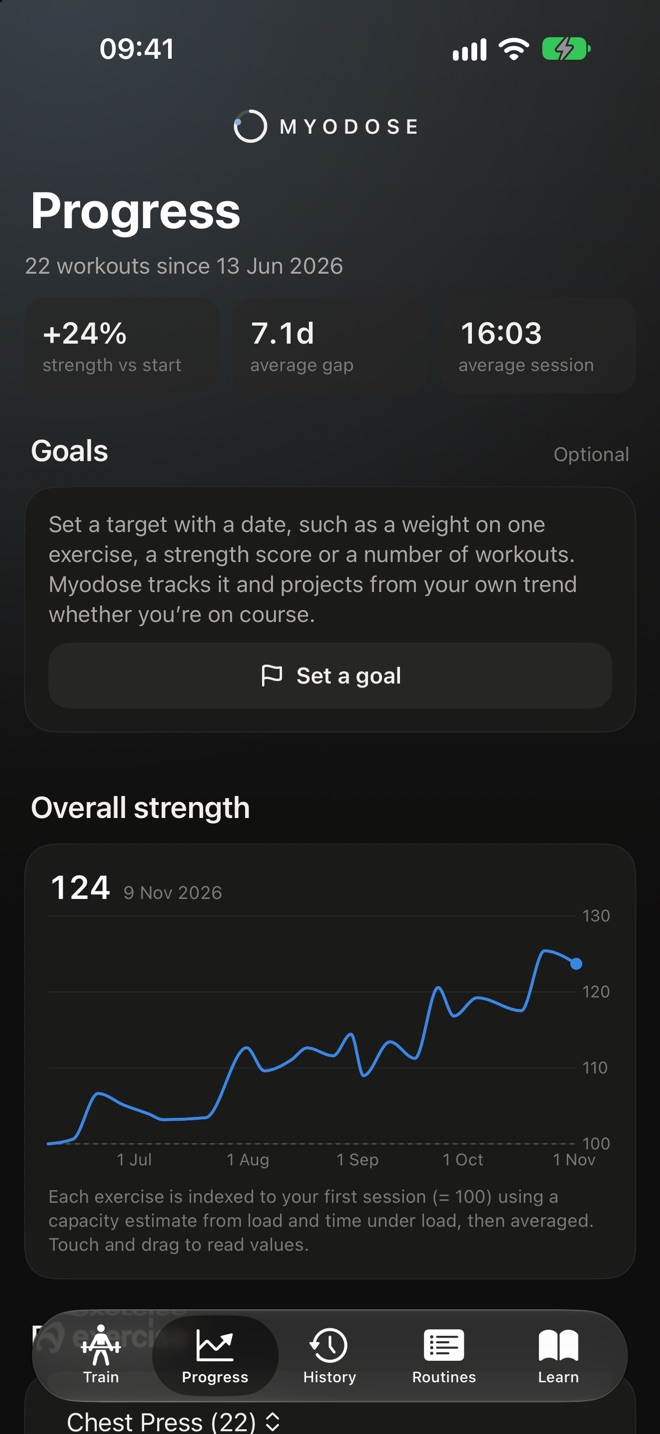 09:41
MYODOSE
Progress
22 workouts since 13 Jun 2026
+24%
strength vs start
7.1d
average gap
16:03
average session
Goals
Optional
Set a target with a date, such as a weight on one
exercise, a strength score or a number of workouts.
Myodose tracks it and projects from your own trend
whether you’re on course.
Set a goal
Overall strength
124 9 Nov 2026
130
120
110
100
1 Jul 1 Aug 1 Sep 1 Oct 1 Nov
Each exercise is indexed to your first session (= 100) using a
capacity estimate from load and time under load, then averaged.
Touch and drag to read values.
Train
Progress
History
Routines
Learn
Chest Press (22)